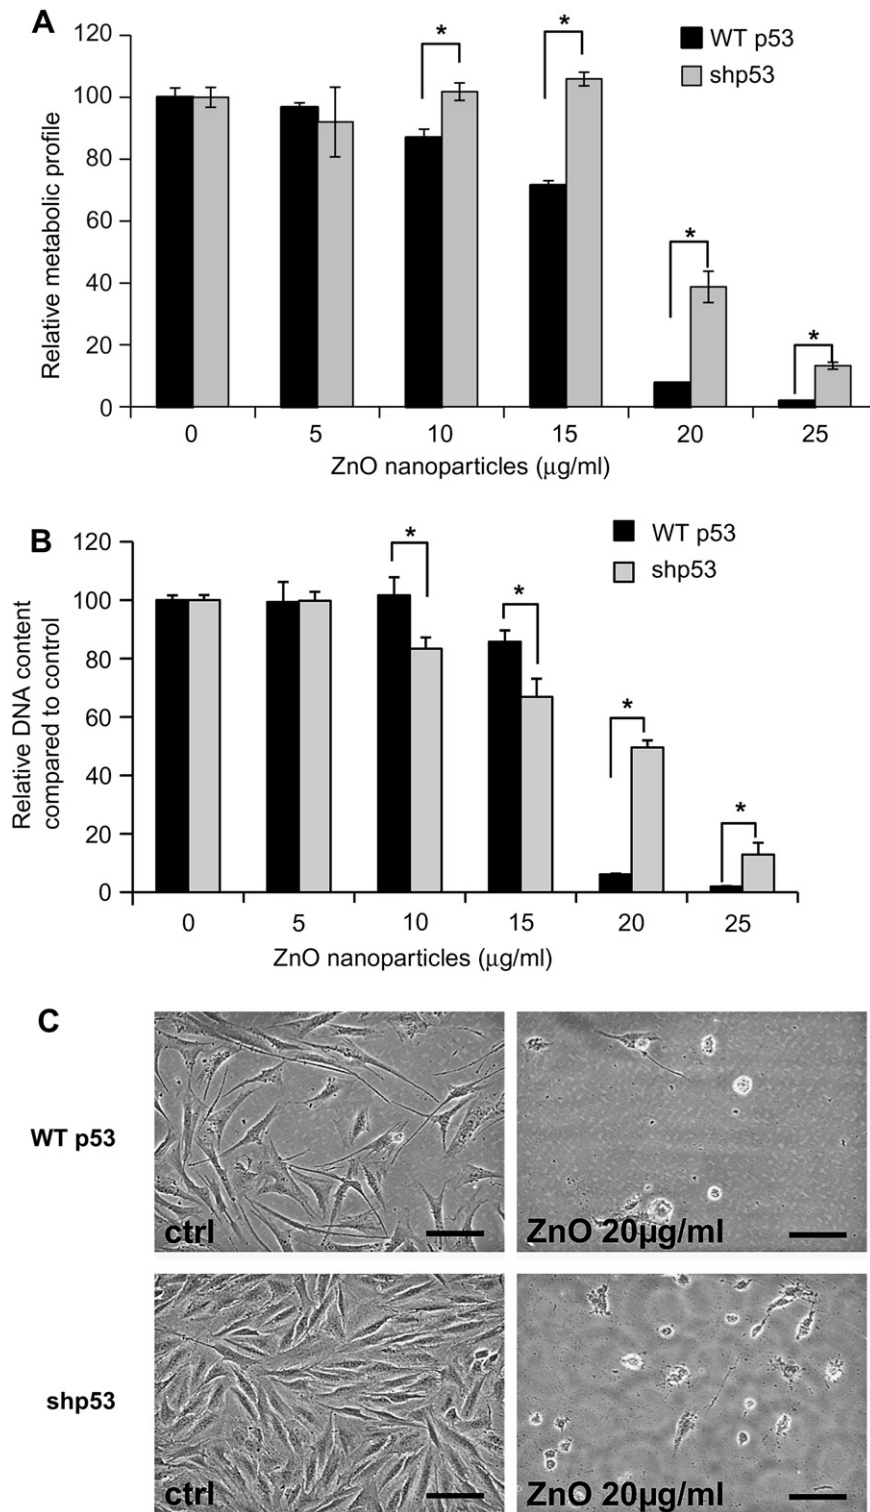 A
120
100
80
60
40
20
0
Relative metabolic profile
WT p53
shp53
*
*
*
*
0 5 10 15 20 25
ZnO nanoparticles (µg/ml)
B
120
100
80
60
40
20
0
Relative DNA content
compared to control
WT p53
shp53
*
*
*
*
0 5 10 15 20 25
ZnO nanoparticles (µg/ml)
C
WT p53
ctrl
ZnO 20µg/ml
shp53
ctrl
ZnO 20µg/ml